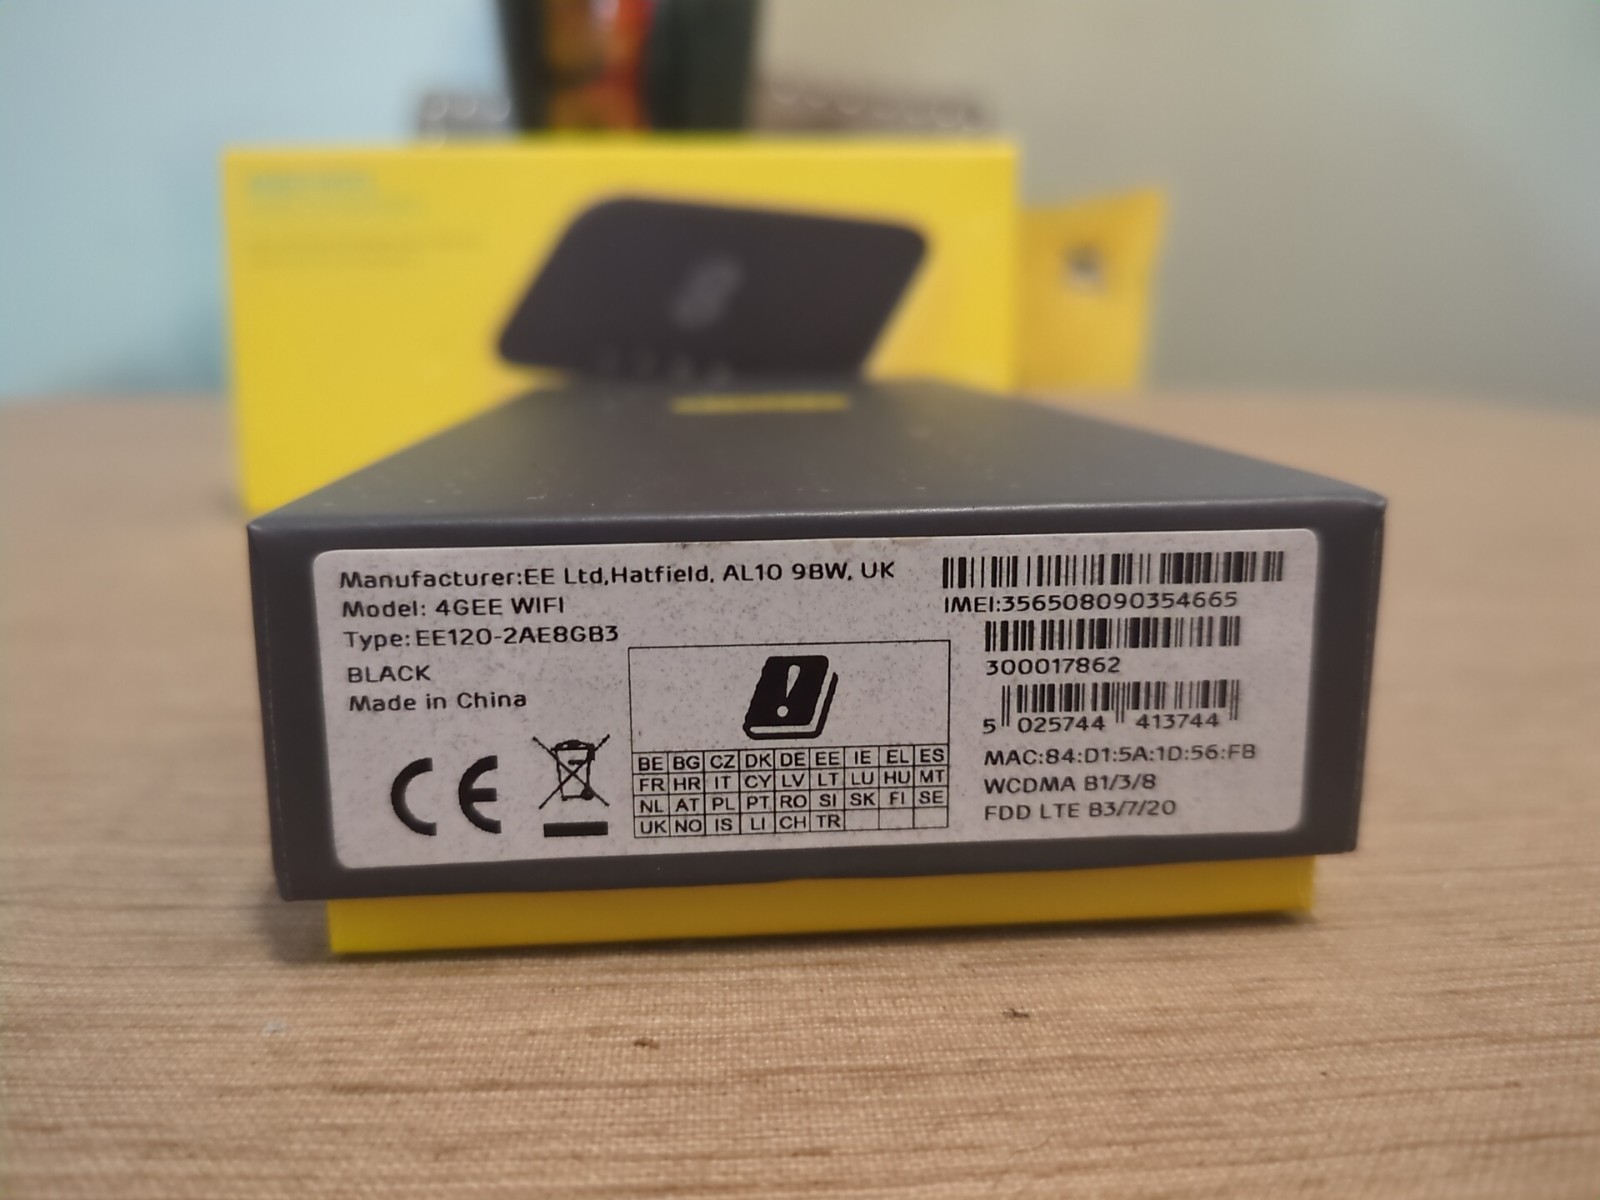 Manufacturer:EE Ltd,Hatfield, AL10 9BW, UK
Model: 4GEE WIFI
Type:EE120-2AE8GB3
BLACK
Made in China
CE
BE BG CZ DK DE EE IE EL ES
FR HR IT CY LV LT LU HU MT
NL AT PL PT RO SI SK FI SE
UK NO IS LI CH TR
IMEI:356508090354665
300017862
5 025744 413744
MAC:84:D1:5A:1D:56:FB
WCDMA B1/3/8
FDD LTE B3/7/20